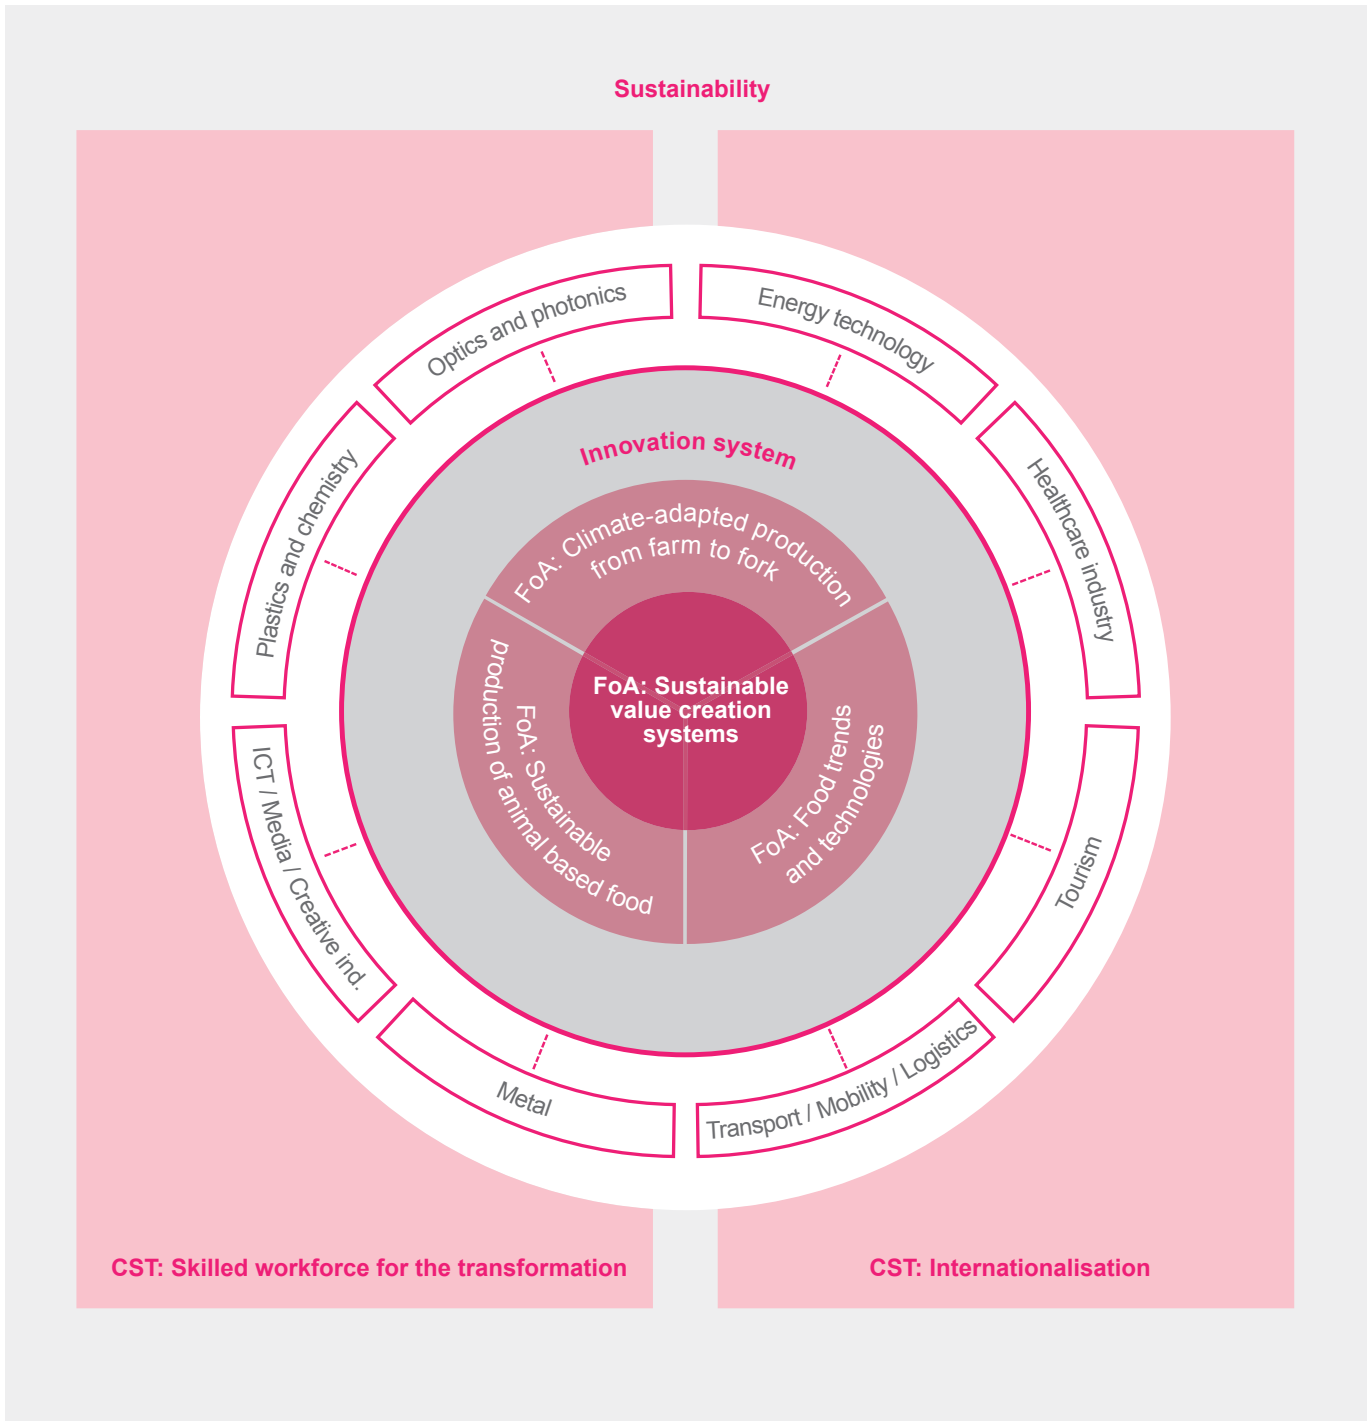 Sustainability
Optics and photonics
Energy technology
Plastics and chemistry
Healthcare industry
Innovation system
FoA: Climate-adapted production
from farm to fork
FoA: Sustainable
value creation
systems
FoA: Sustainable
production of animal based food
FoA: Food trends
and technologies
ICT / Media / Creative ind.
Tourism
Metal
Transport / Mobility / Logistics
CST: Skilled workforce for the transformation
CST: Internationalisation